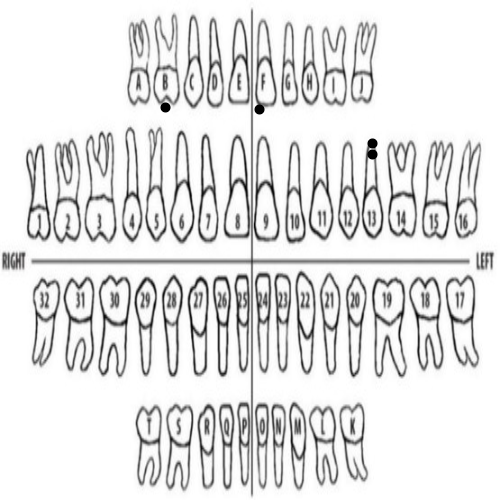 A B C D E F G H I J
1 2 3 4 5 6 7 8 9 10 11 12 13 14 15 16
RIGHT LEFT
32 31 30 29 28 27 26 25 24 23 22 21 20 19 18 17
T S R Q P O N M L K